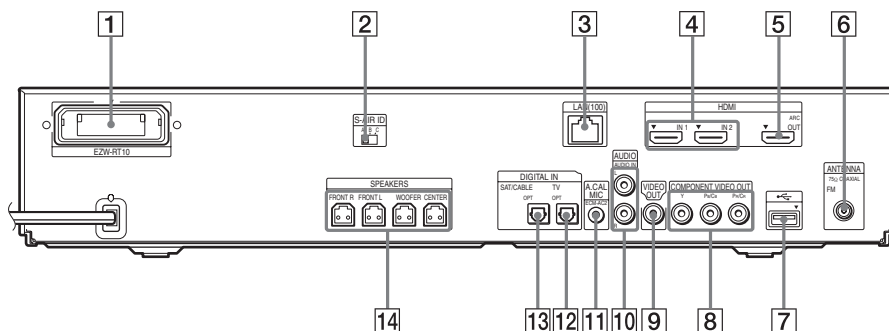 1
2
3
4
5
6
EZW-RT10
S-AIR ID
A B C
LAN(100)
HDMI
IN 1
IN 2
ARC
OUT
ANTENNA
75Ω COAXIAL
FM
SPEAKERS
FRONT R FRONT L WOOFER CENTER
DIGITAL IN
SAT/CABLE TV
OPT OPT
A.CAL
MIC
ECM-AC2
AUDIO
AUDIO IN
VIDEO
OUT
COMPONENT VIDEO OUT
Y PB/CB PR/CR
14
13
12
11
10
9
8
7